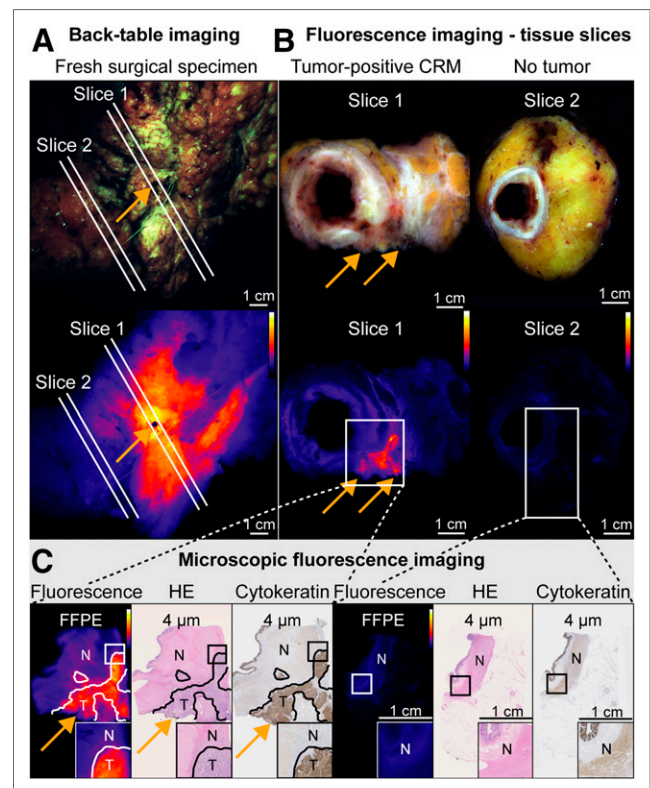 A Back-table imaging
Fresh surgical specimen
B Fluorescence imaging - tissue slices
Tumor-positive CRM No tumor
Slice 1
Slice 2
1 cm
Slice 1
1 cm
Slice 2
1 cm
Slice 1
Slice 2
1 cm
Slice 1
1 cm
Slice 2
1 cm
C Microscopic fluorescence imaging
Fluorescence HE Cytokeratin Fluorescence HE Cytokeratin
FFPE 4 µm 4 µm FFPE 4 µm 4 µm
N N N N N N
T T T
1 cm 1 cm
N N N N N N
T T T